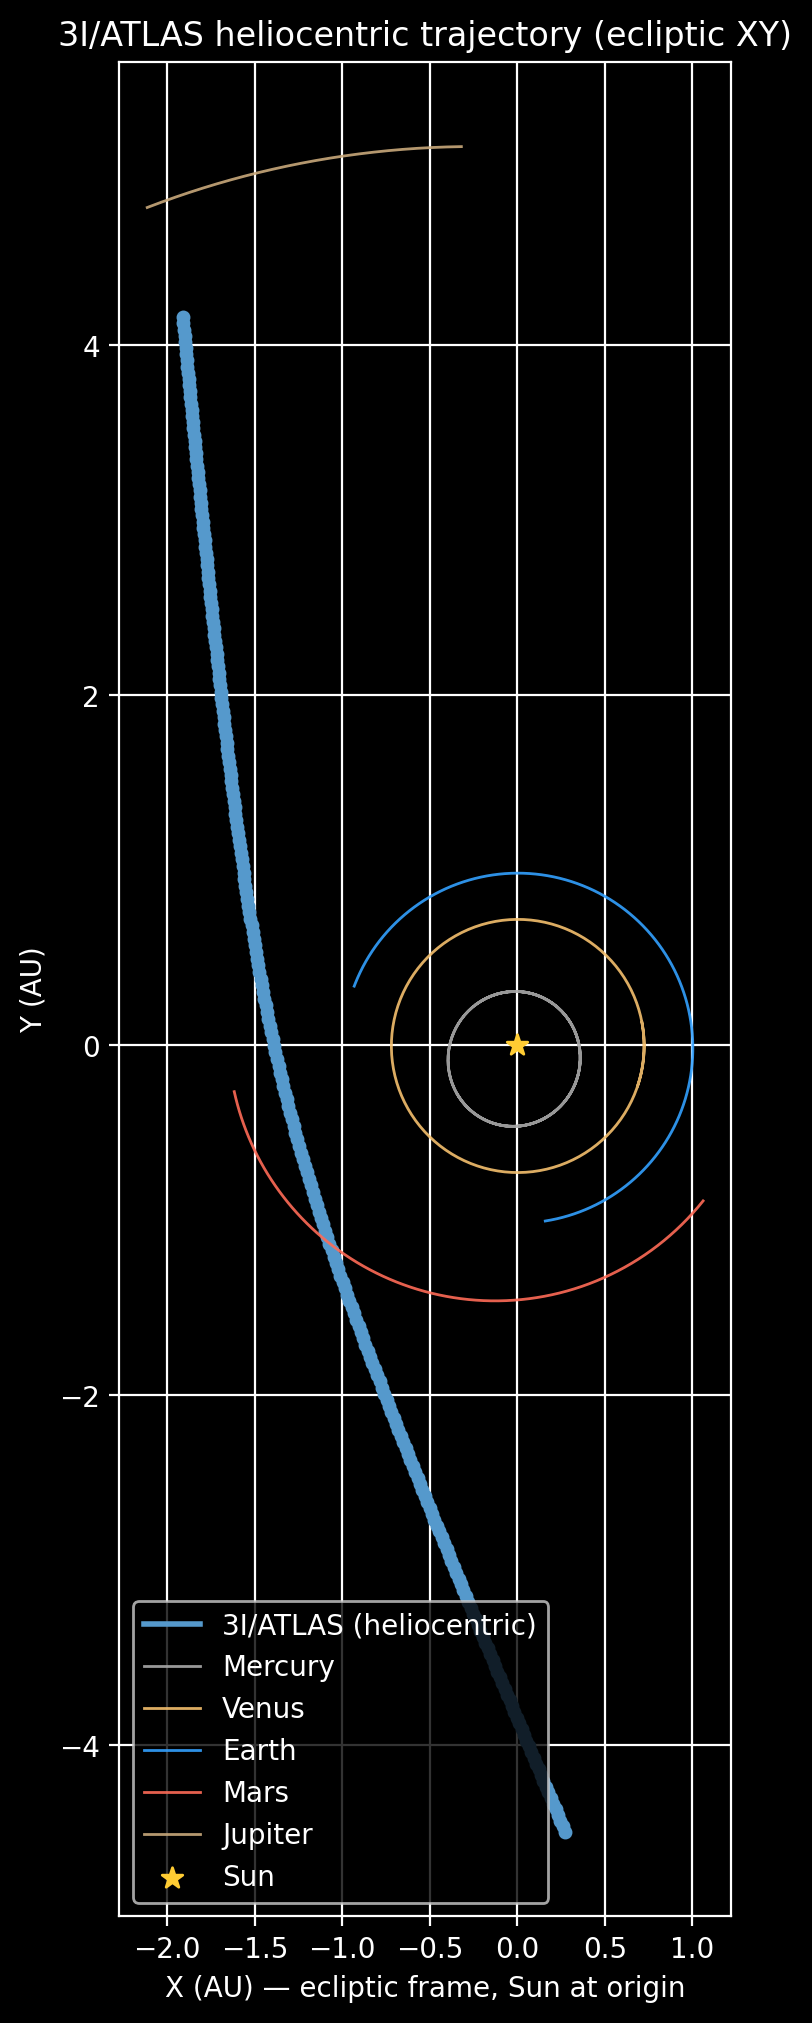 3I/ATLAS heliocentric trajectory (ecliptic XY)
Y (AU)
4
2
0
−2
−4
3I/ATLAS (heliocentric)
Mercury
Venus
Earth
Mars
Jupiter
Sun
−2.0 −1.5 −1.0 −0.5 0.0 0.5 1.0
X (AU) — ecliptic frame, Sun at origin